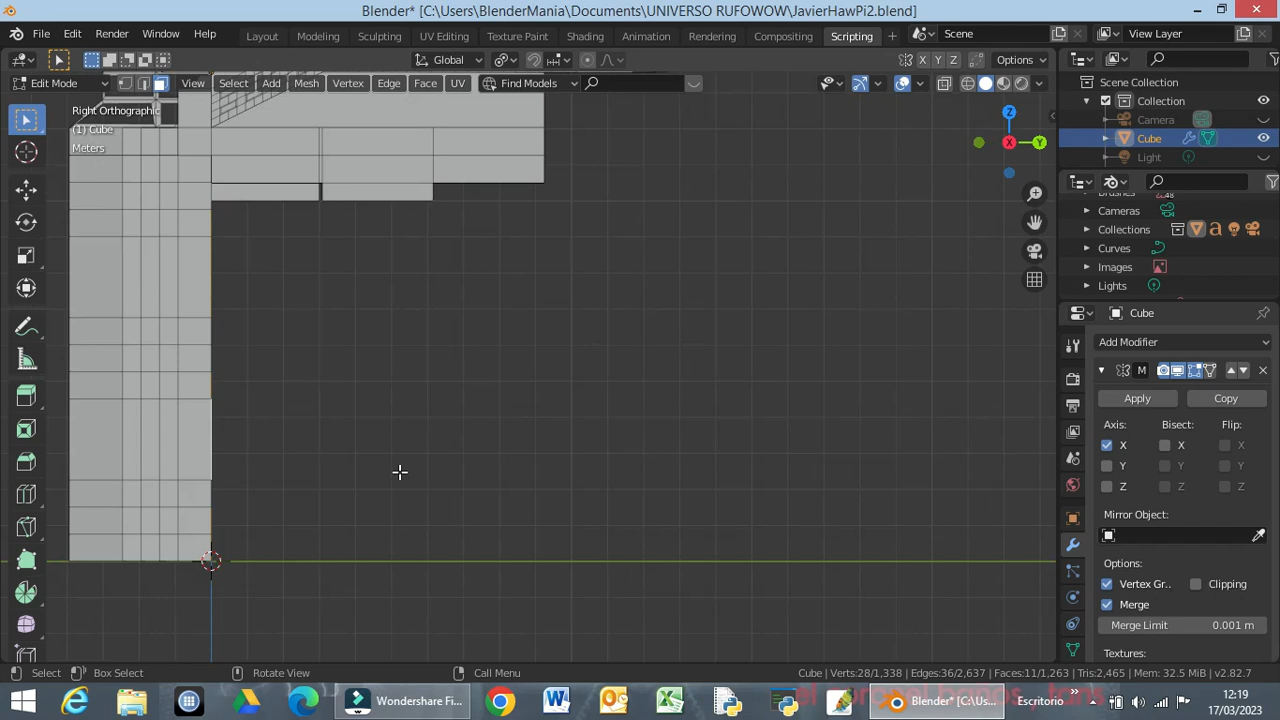 Blender* [C:\Users\BlenderMania\Documents\UNIVERSO RUFOWOW\JavierHawPi2.blend]
File Edit Render Window Help Layout Modeling Sculpting UV Editing Texture Paint Shading Animation Rendering Compositing Scripting Scene View Layer
Global X Y Z Options
Edit Mode View Select Add Mesh Vertex Edge Face UV Find Models
Right Orthographic
(1) Cube
Meters
Z
X
Y
Scene Collection
Collection
Camera
Cube
Light
Cameras
Collections
Curves
Images
Lights
Cube
Add Modifier
M
Apply Copy
Axis: Bisect: Flip:
X X X
Y Y Y
Z Z Z
Mirror Object:
Options:
Vertex Gr.. Clipping
Merge
Merge Limit 0.001 m
Textures:
Select Box Select Rotate View Call Menu
Cube | Verts:28/1,338 | Edges:36/2,637 | Faces:11/1,263 | Tris:2,465 | Mem: 32.5 MiB | v2.82.7
Wondershare Fi...
Blender* [C:\Us...
Escritorio
12:19
17/03/2023